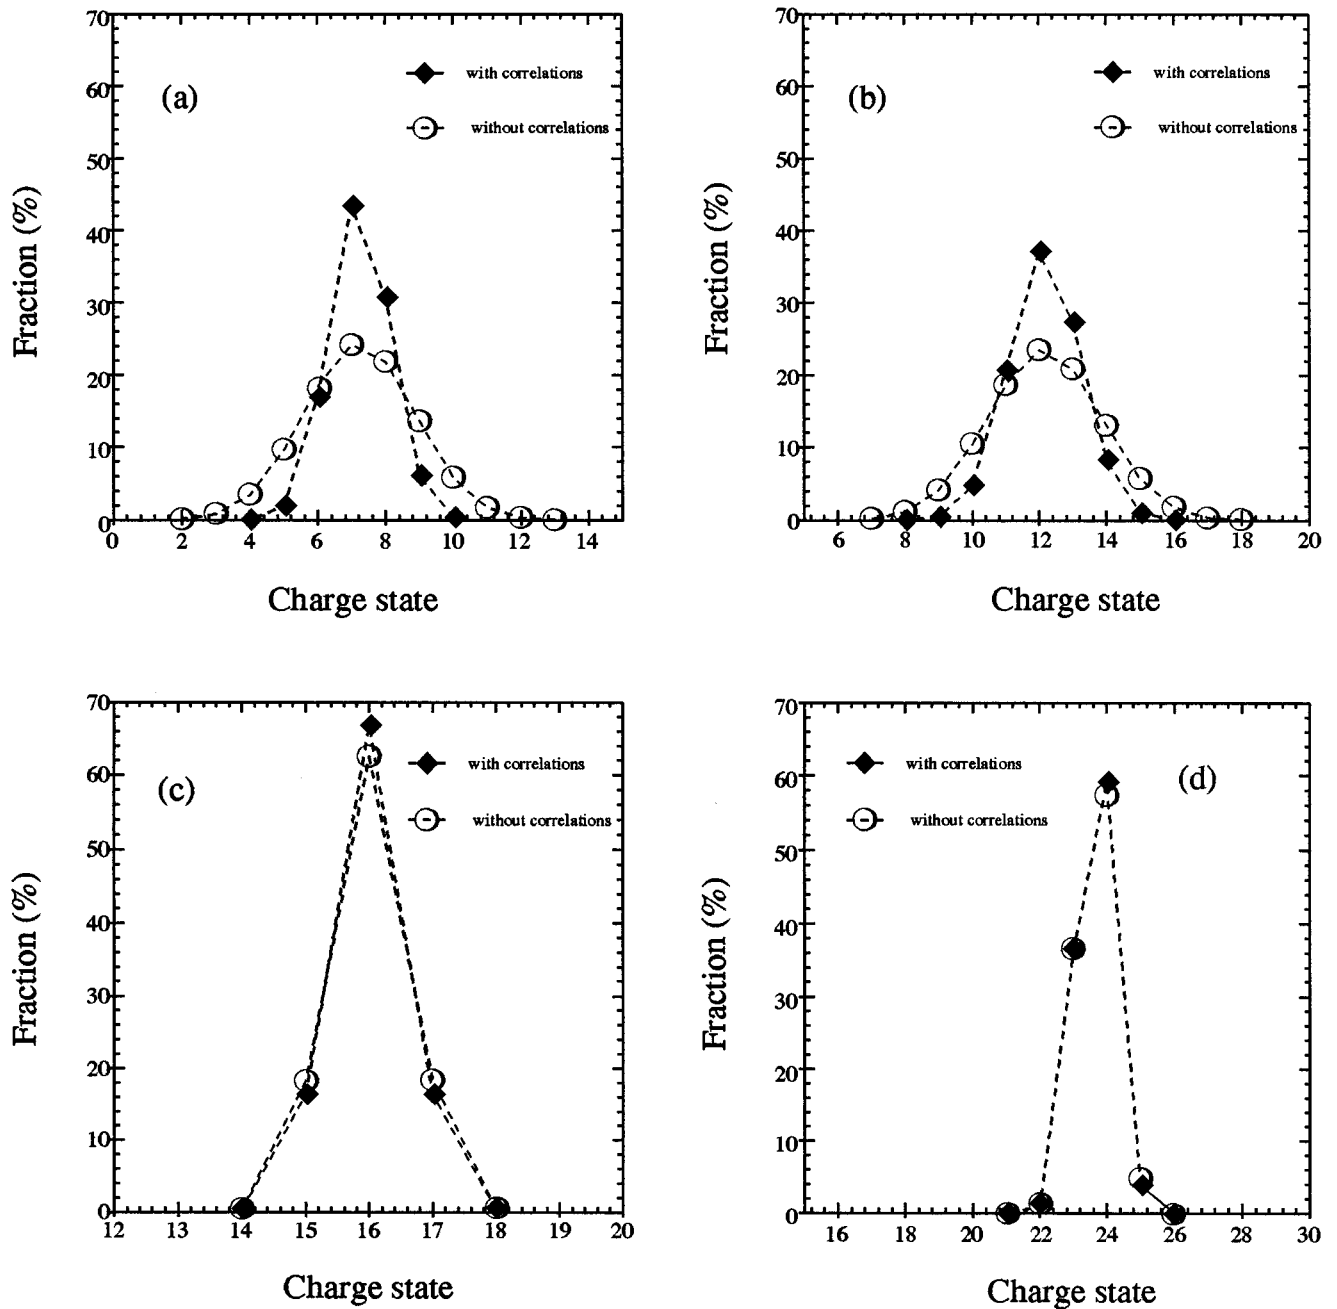 70
60
50
40
30
20
10
0
Fraction (%)
(a)
with correlations
without correlations
0 2 4 6 8 10 12 14
Charge state
70
60
50
40
30
20
10
0
Fraction (%)
(b)
with correlations
without correlations
6 8 10 12 14 16 18 20
Charge state
70
60
50
40
30
20
10
0
Fraction (%)
(c)
with correlations
without correlations
12 13 14 15 16 17 18 19 20
Charge state
70
60
50
40
30
20
10
0
Fraction (%)
(d)
with correlations
without correlations
16 18 20 22 24 26 28 30
Charge state